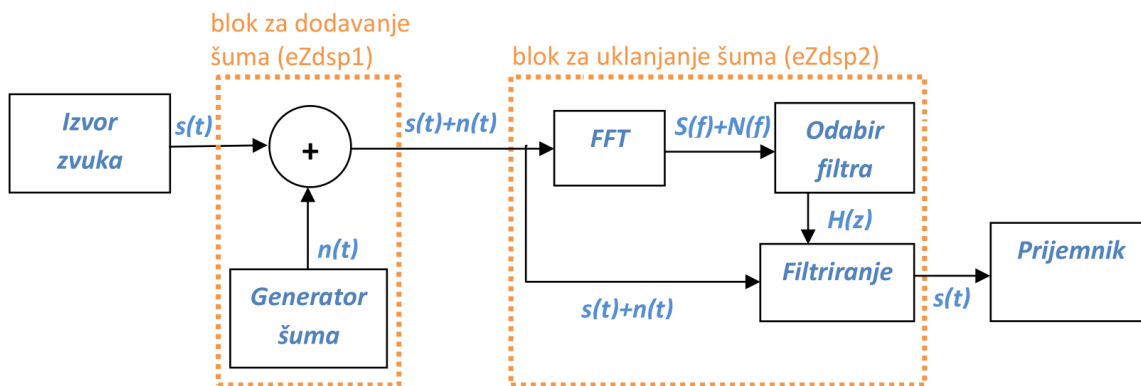 blok za dodavanje
šuma (eZdsp1)
blok za uklanjanje šuma (eZdsp2)
Izvor
zvuka
s(t)
+
n(t)
Generator
šuma
s(t)+n(t)
FFT
S(f)+N(f)
Odabir
filtra
H(z)
s(t)+n(t)
Filtriranje
s(t)
Prijemnik